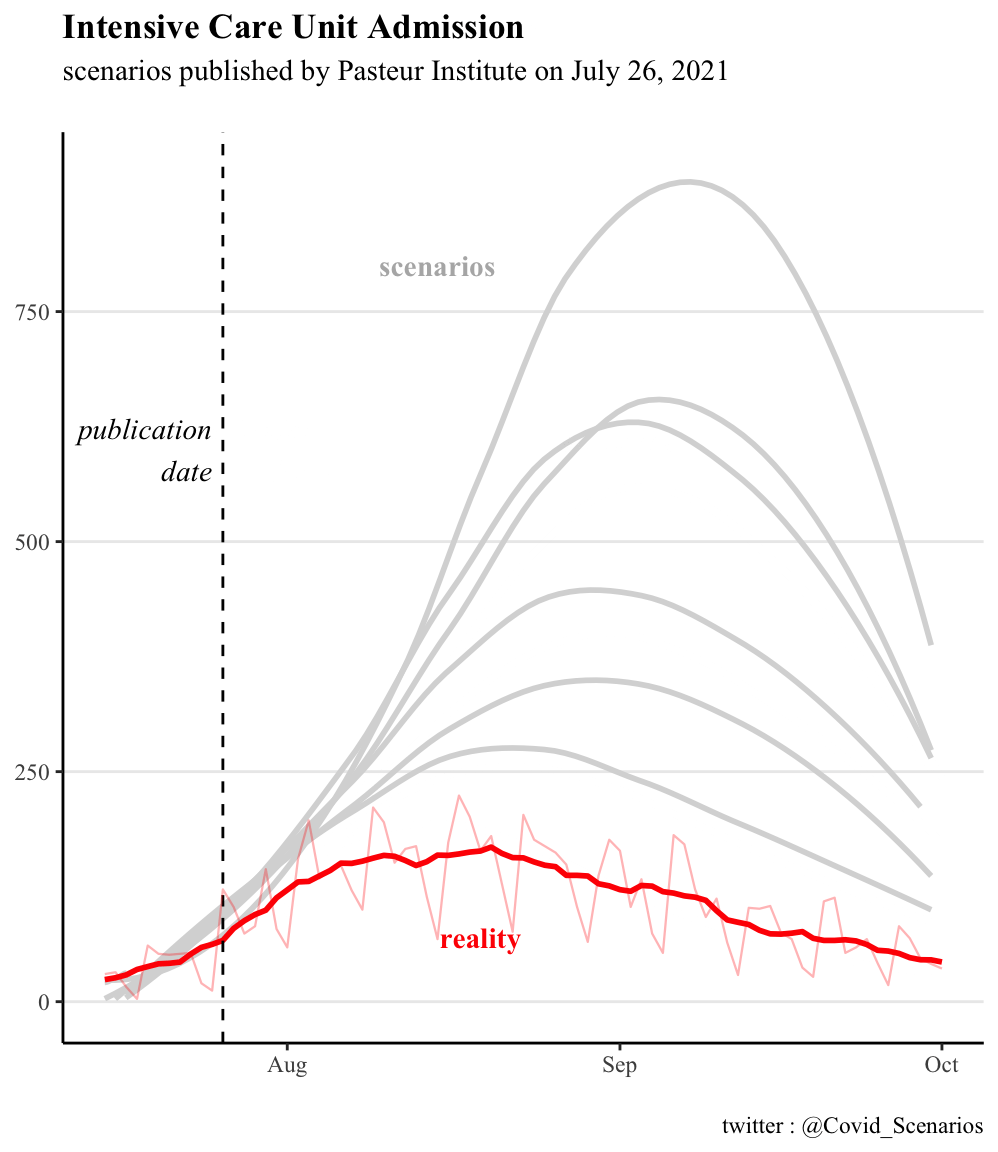 Intensive Care Unit Admission
scenarios published by Pasteur Institute on July 26, 2021
scenarios
750
publication
date
500
250
reality
0
Aug Sep Oct
twitter : @Covid_Scenarios